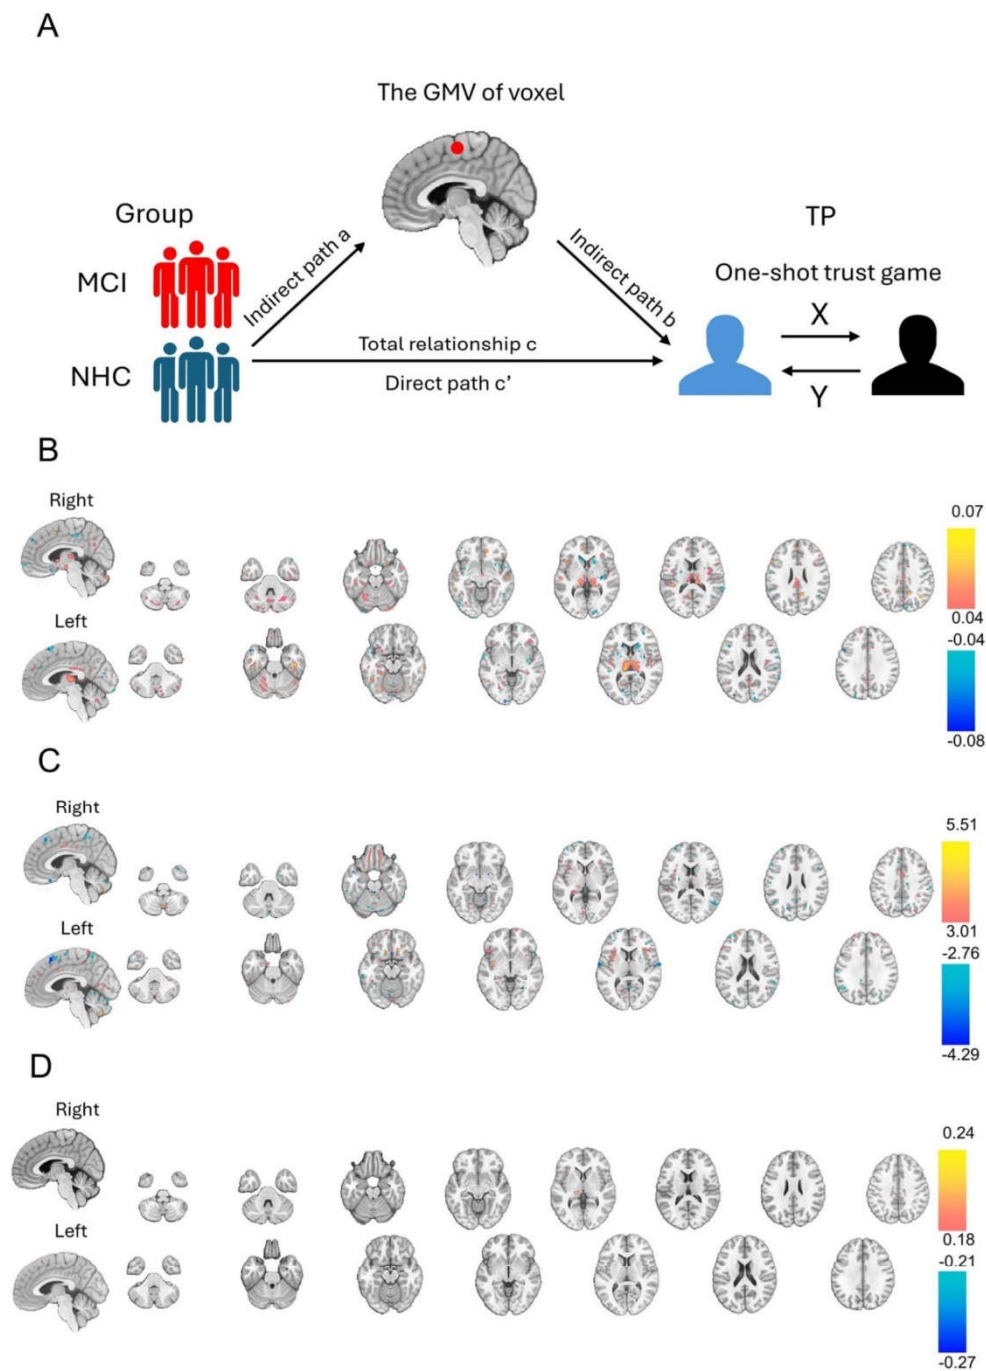 A
The GMV of voxel
Group
TP
MCI
NHC
Indirect path a
Indirect path b
One-shot trust game
X
Y
Total relationship c
Direct path c'
B
Right
Left
0.07
0.04
-0.04
-0.08
C
Right
Left
5.51
3.01
-2.76
-4.29
D
Right
Left
0.24
0.18
-0.21
-0.27